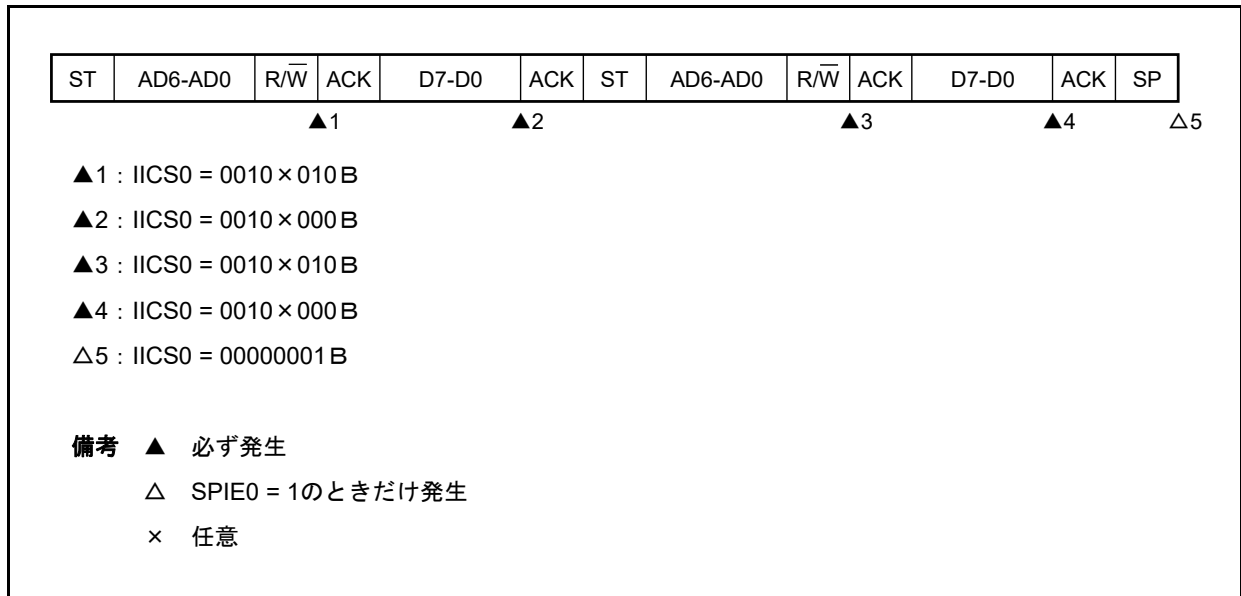 ST AD6-AD0 R/W̅ ACK D7-D0 ACK ST AD6-AD0 R/W̅ ACK D7-D0 ACK SP
▲1 ▲2 ▲3 ▲4 △5
▲1：IICS0 = 0010×010B
▲2：IICS0 = 0010×000B
▲3：IICS0 = 0010×010B
▲4：IICS0 = 0010×000B
△5：IICS0 = 00000001B
備考 ▲ 必ず発生
△ SPIE0 = 1のときだけ発生
× 任意